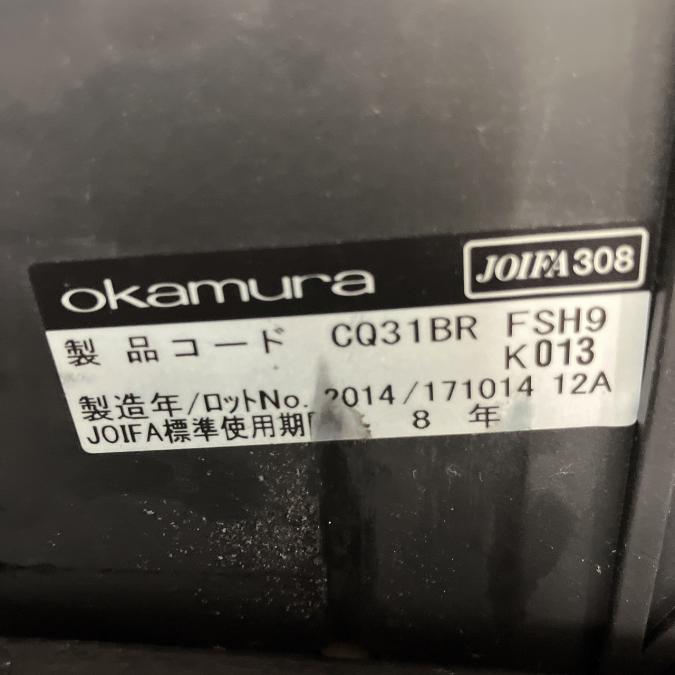 okamura JOIFA308
製品コード CQ31BR FSH9
K013
製造年/ロットNo. 2014/171014 12A
JOIFA標準使用期 8年